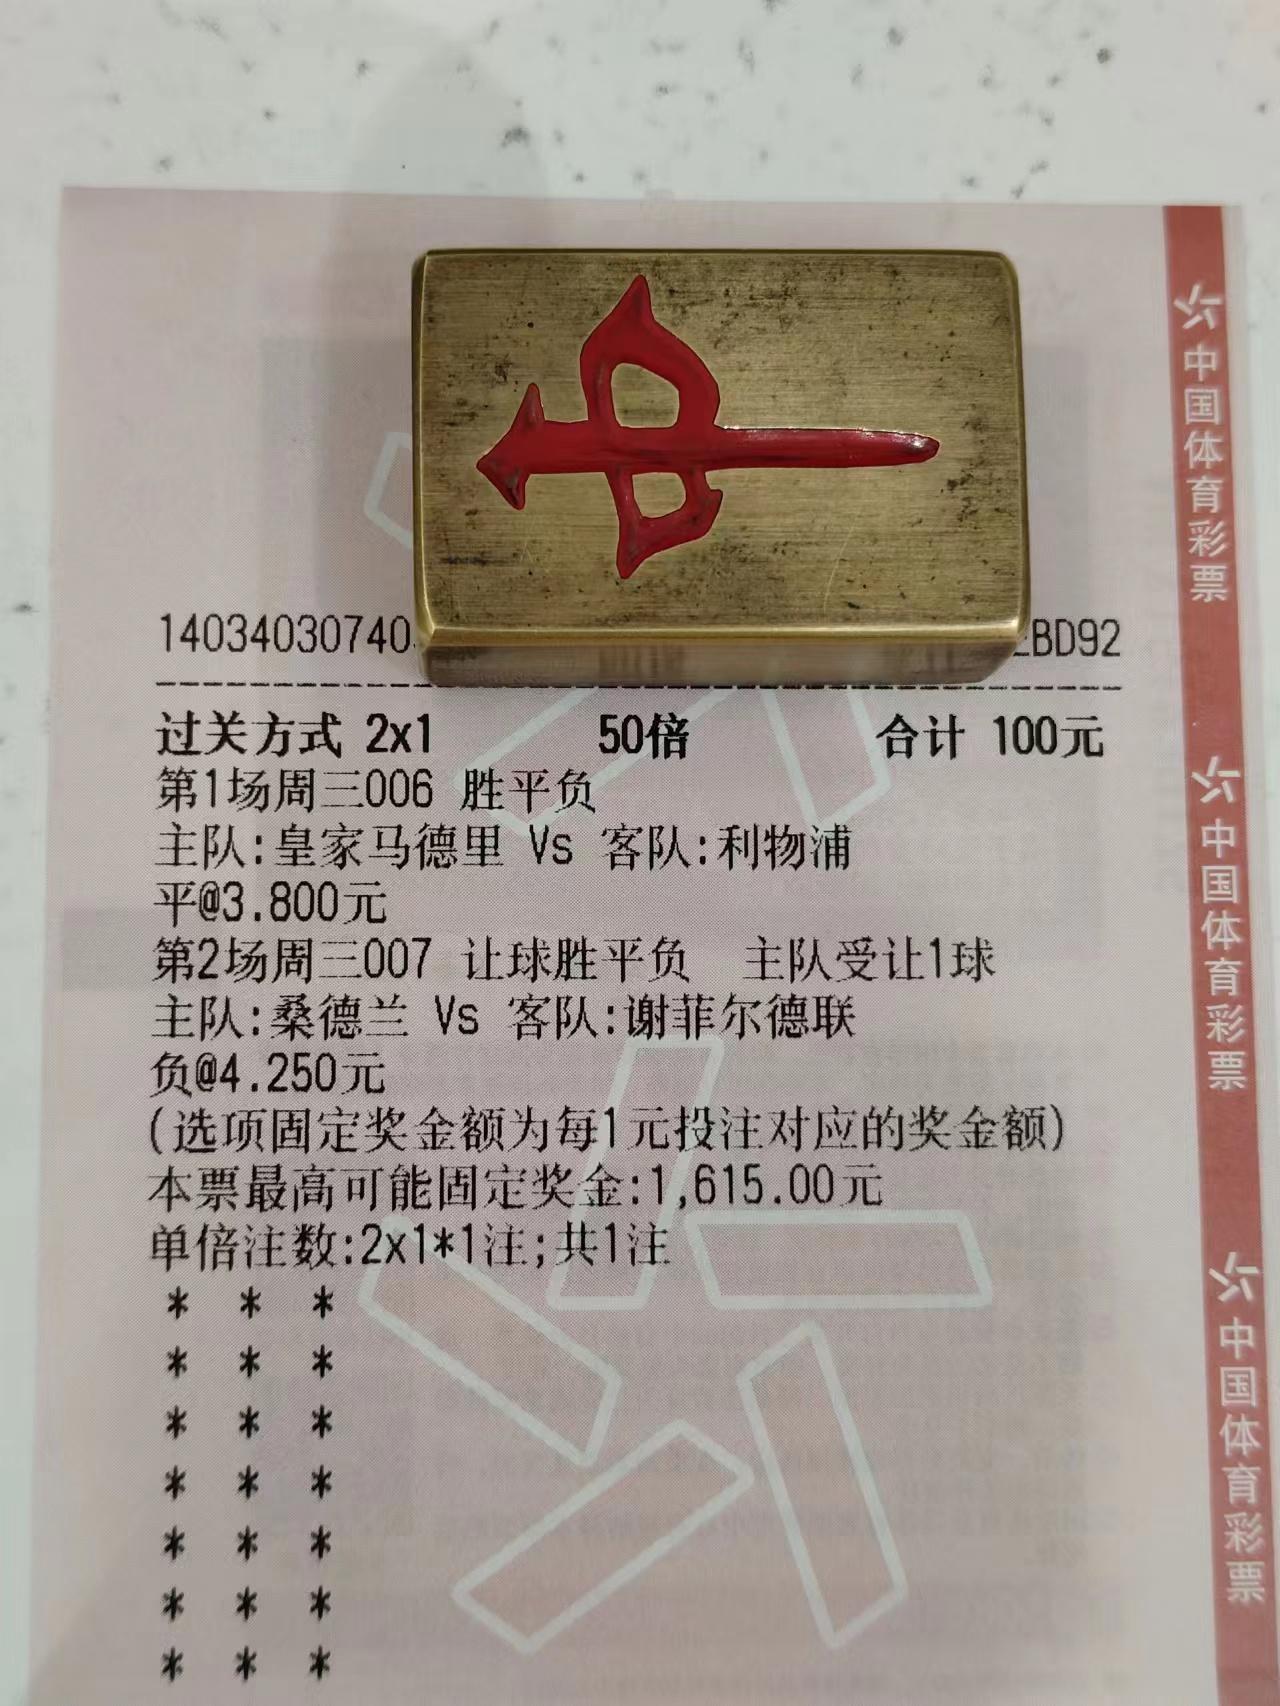 中
14034030740
BD92
过关方式 2x1 50倍 合计 100元
第1场周三006 胜平负
主队:皇家马德里 Vs 客队:利物浦
平@3.800元
第2场周三007 让球胜平负 主队受让1球
主队:桑德兰 Vs 客队:谢菲尔德联
负@4.250元
(选项固定奖金额为每1元投注对应的奖金额)
本票最高可能固定奖金:1,615.00元
单倍注数:2x1*1注;共1注
* * *
* * *
* * *
* * *
* * *
* * *
* * *
中国体育彩票
中国体育彩票
中国体育彩票